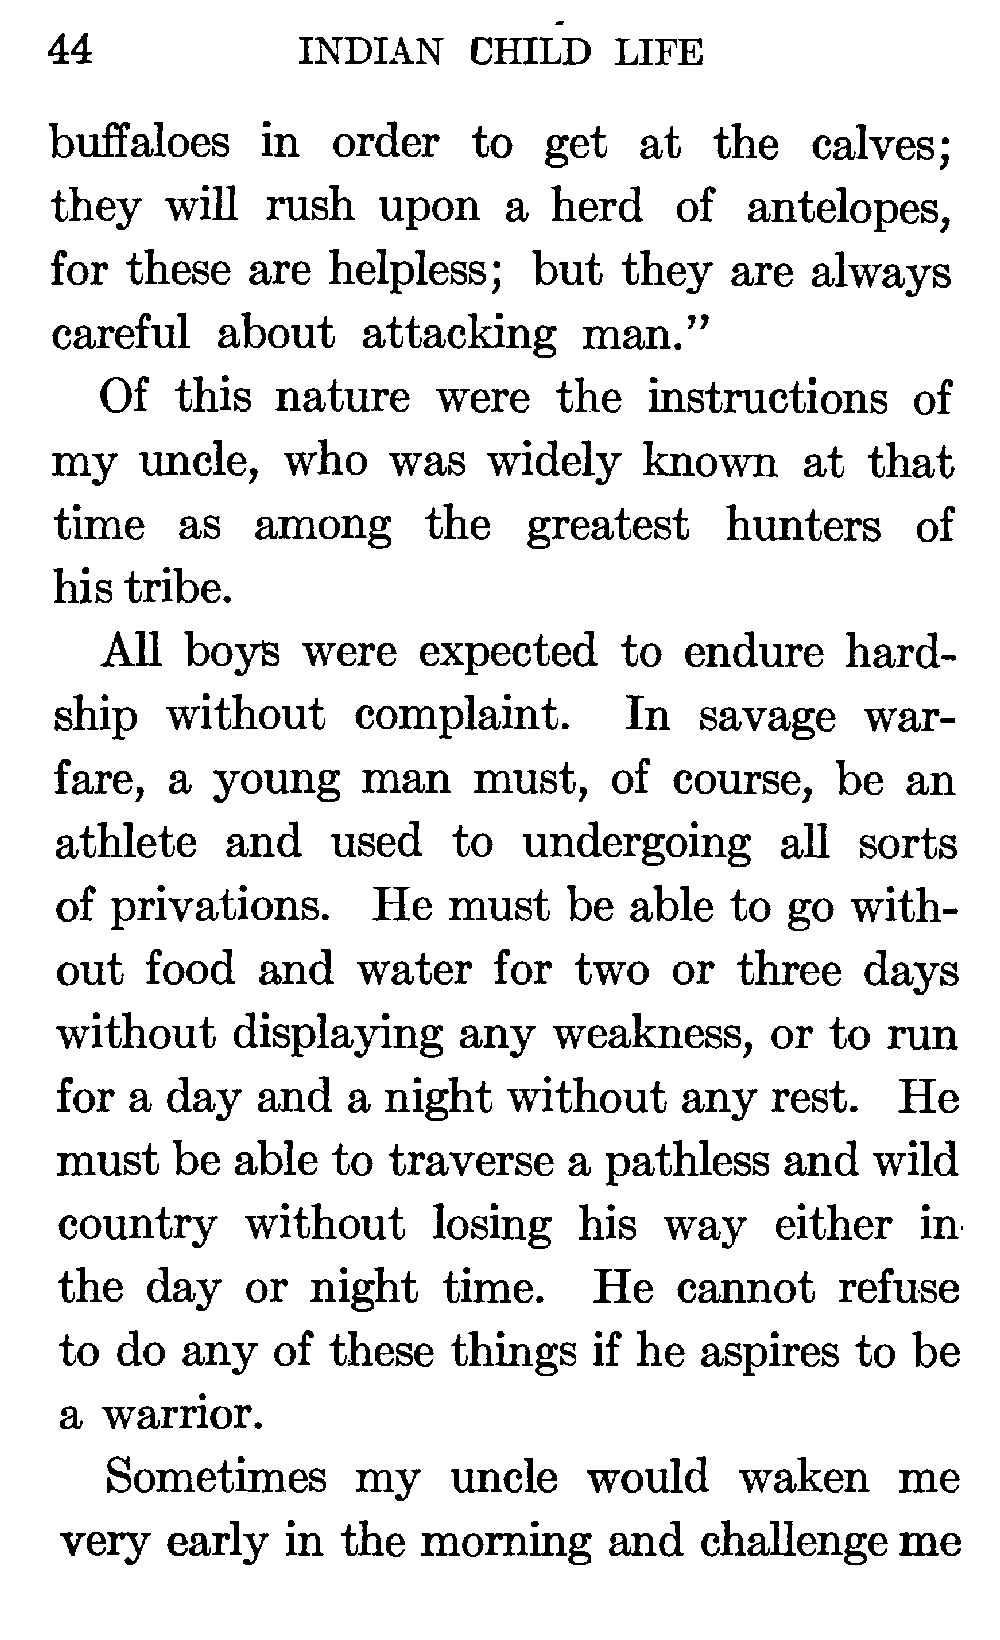 44 INDIAN CHILD LIFE
buffaloes in order to get at the calves;
they will rush upon a herd of antelopes,
for these are helpless; but they are always
careful about attacking man."
Of this nature were the instructions of
my uncle, who was widely known at that
time as among the greatest hunters of
his tribe.
All boys were expected to endure hard-
ship without complaint. In savage war-
fare, a young man must, of course, be an
athlete and used to undergoing all sorts
of privations. He must be able to go with-
out food and water for two or three days
without displaying any weakness, or to run
for a day and a night without any rest. He
must be able to traverse a pathless and wild
country without losing his way either in
the day or night time. He cannot refuse
to do any of these things if he aspires to be
a warrior.
Sometimes my uncle would waken me
very early in the morning and challenge me